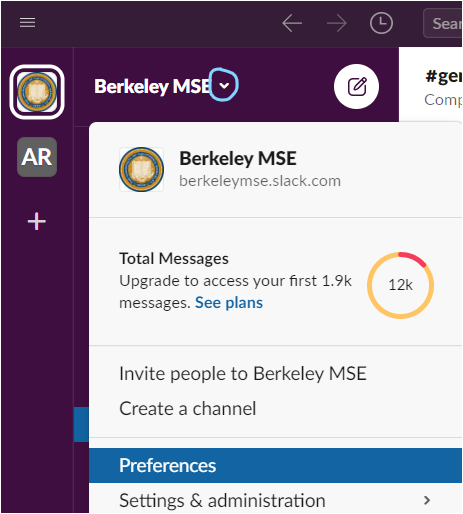 Sear
Berkeley MSE
#ger
Comp
AR
Berkeley MSE
berkeleymse.slack.com
Total Messages
Upgrade to access your first 1.9k
messages. See plans
12k
Invite people to Berkeley MSE
Create a channel
Preferences
Settings & administration